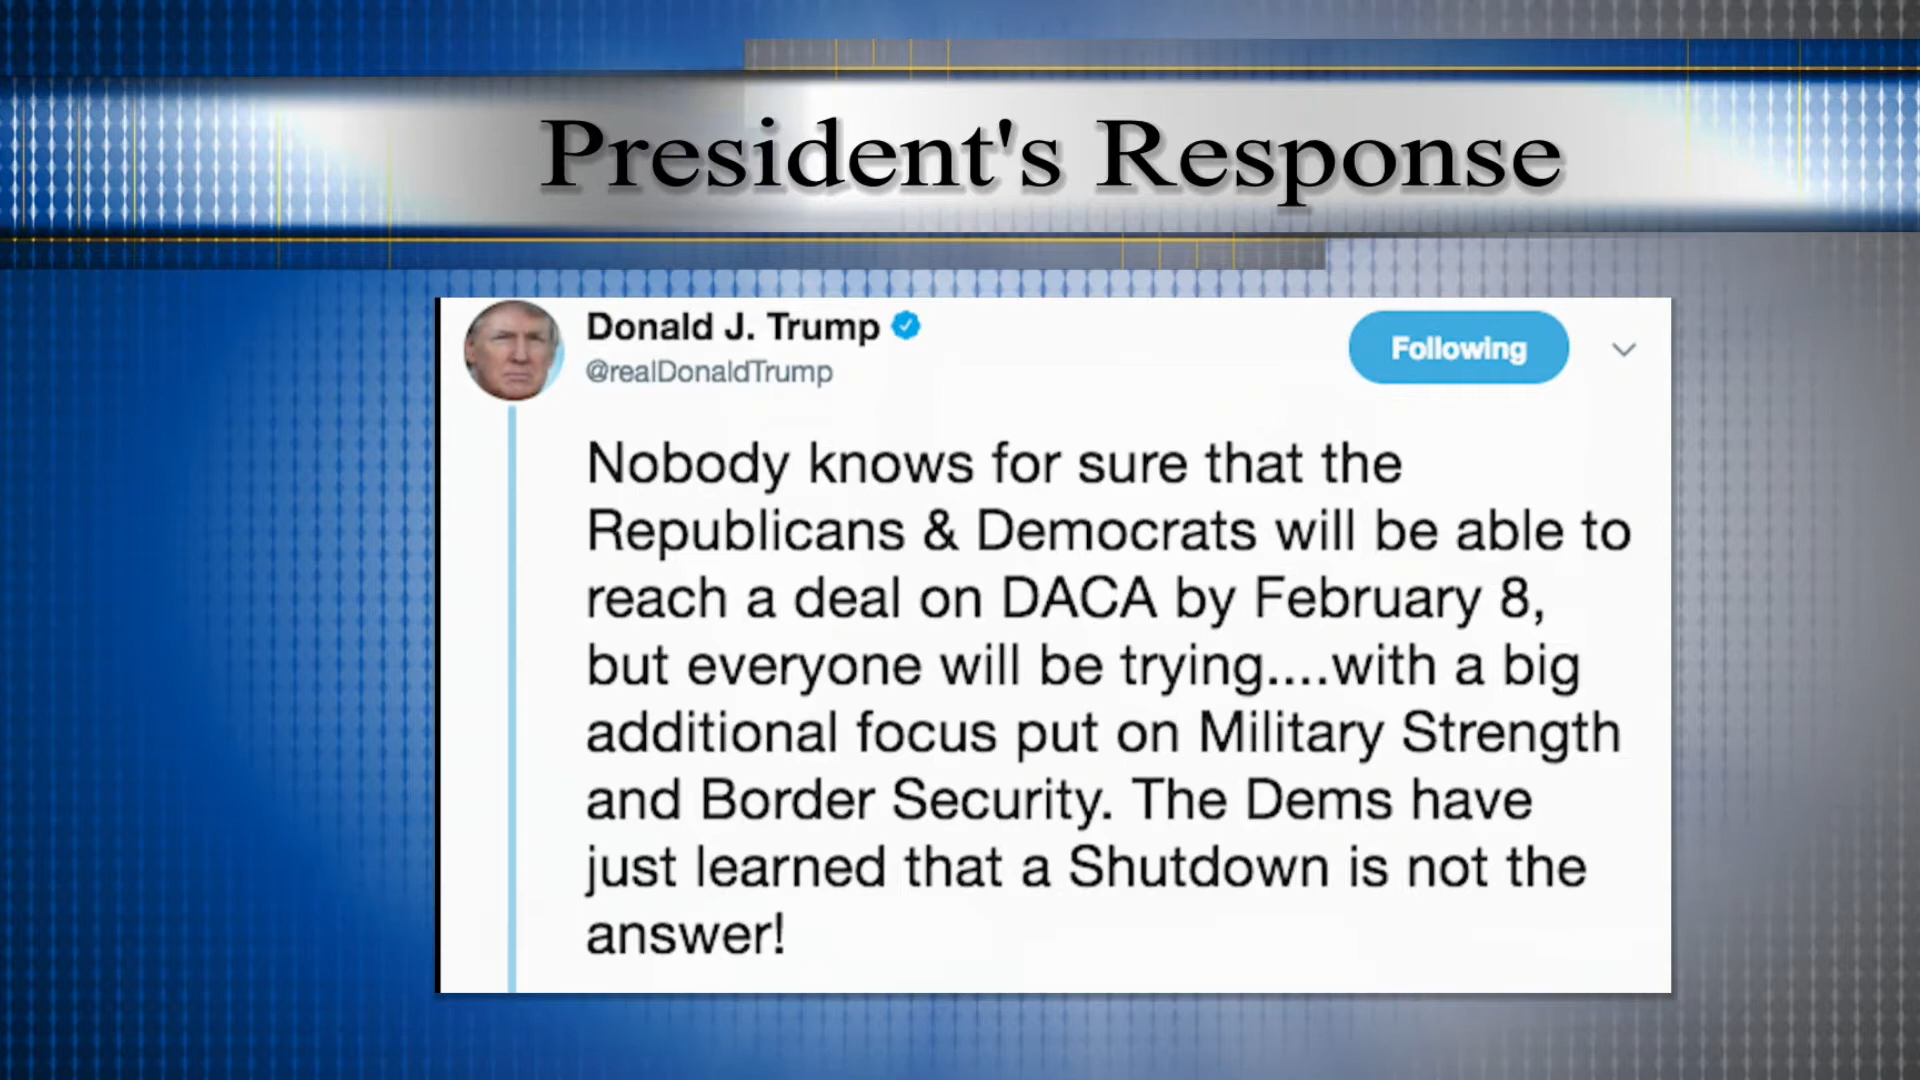 President's Response
Donald J. Trump
@realDonaldTrump
Following
Nobody knows for sure that the
Republicans & Democrats will be able to
reach a deal on DACA by February 8,
but everyone will be trying....with a big
additional focus put on Military Strength
and Border Security. The Dems have
just learned that a Shutdown is not the
answer!